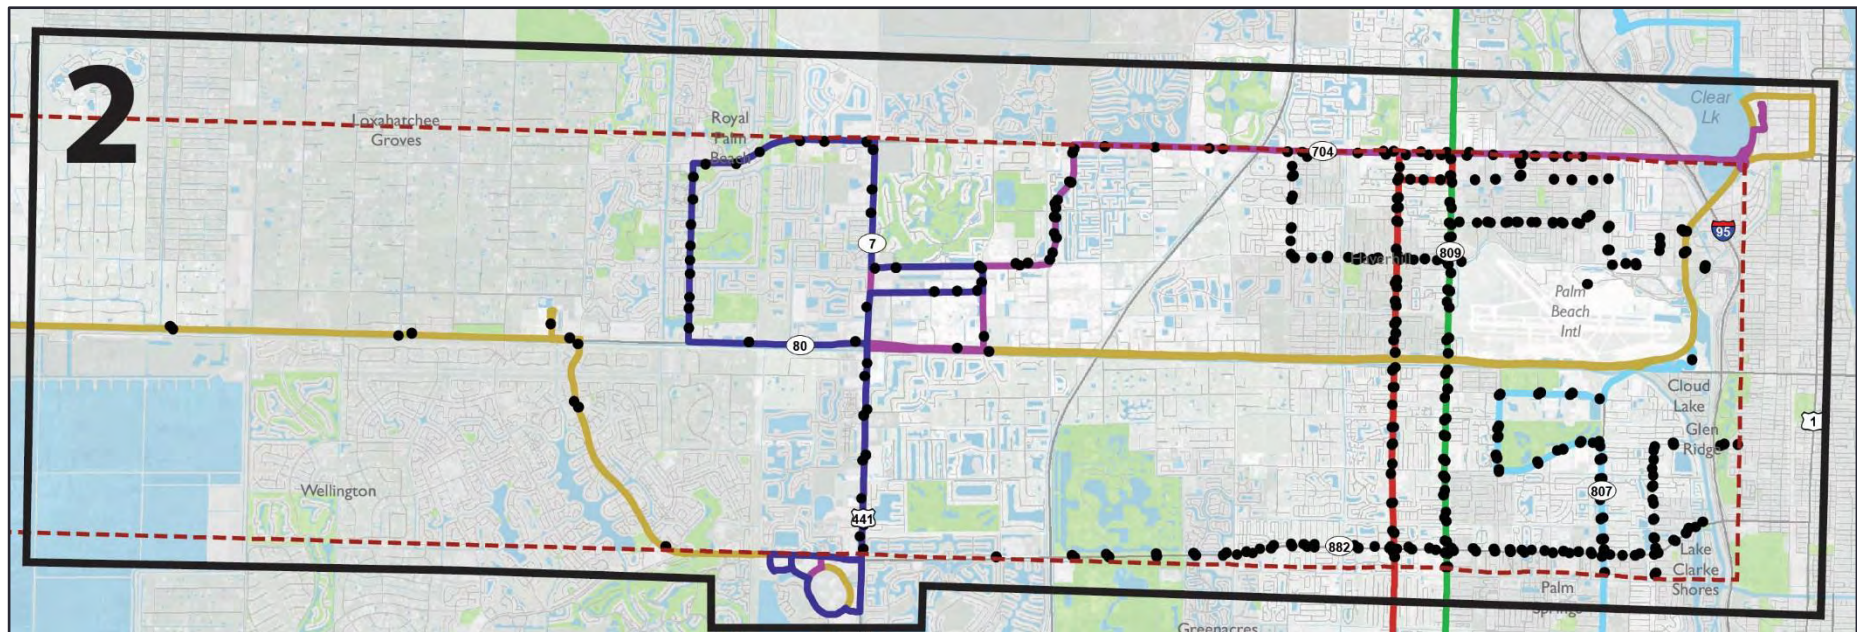 2
Loxahatchee
Groves
Royal
Palm
Beach
Clear
Lk
704
7
809
95
Haverhill
Palm
Beach
Intl
80
Cloud
Lake
Glen
Ridge
1
Wellington
807
441
882
Lake
Clarke
Shores
Palm
Springs
Greenacres